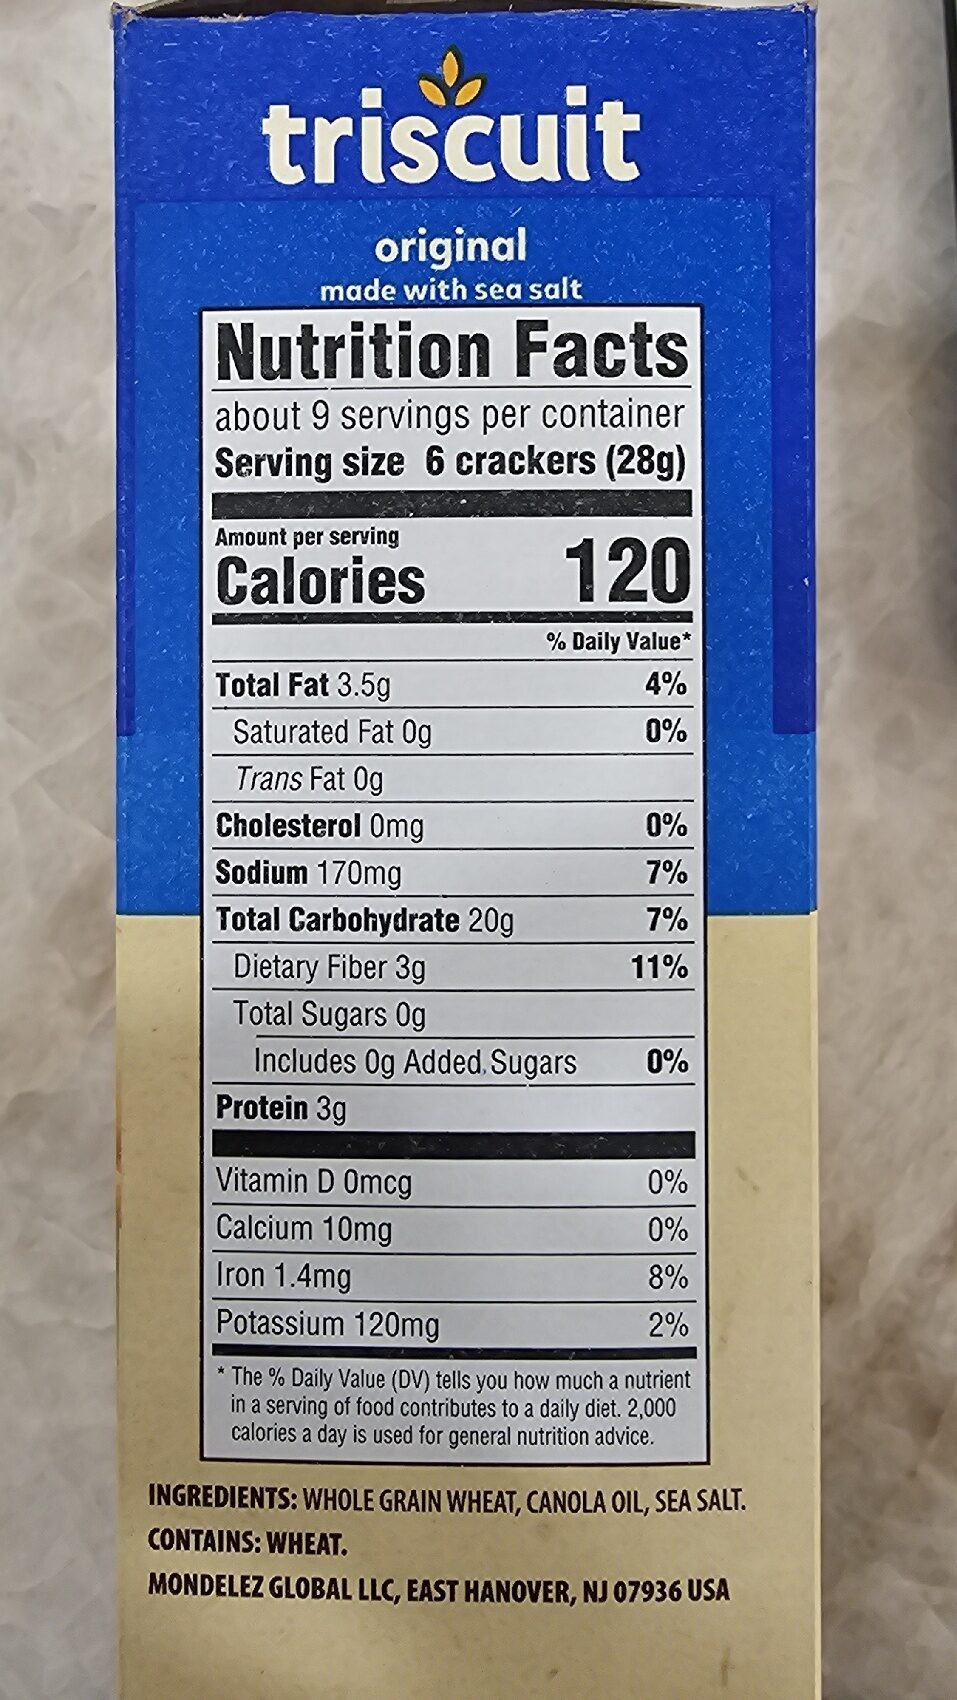 triscuit
original
made with sea salt
Nutrition Facts
about 9 servings per container
Serving size 6 crackers (28g)
Amount per serving
Calories 120
% Daily Value*
Total Fat 3.5g 4%
Saturated Fat 0g 0%
Trans Fat 0g
Cholesterol 0mg 0%
Sodium 170mg 7%
Total Carbohydrate 20g 7%
Dietary Fiber 3g 11%
Total Sugars 0g
Includes 0g Added Sugars 0%
Protein 3g
Vitamin D 0mcg 0%
Calcium 10mg 0%
Iron 1.4mg 8%
Potassium 120mg 2%
* The % Daily Value (DV) tells you how much a nutrient
in a serving of food contributes to a daily diet. 2,000
calories a day is used for general nutrition advice.
INGREDIENTS: WHOLE GRAIN WHEAT, CANOLA OIL, SEA SALT.
CONTAINS: WHEAT.
MONDELEZ GLOBAL LLC, EAST HANOVER, NJ 07936 USA